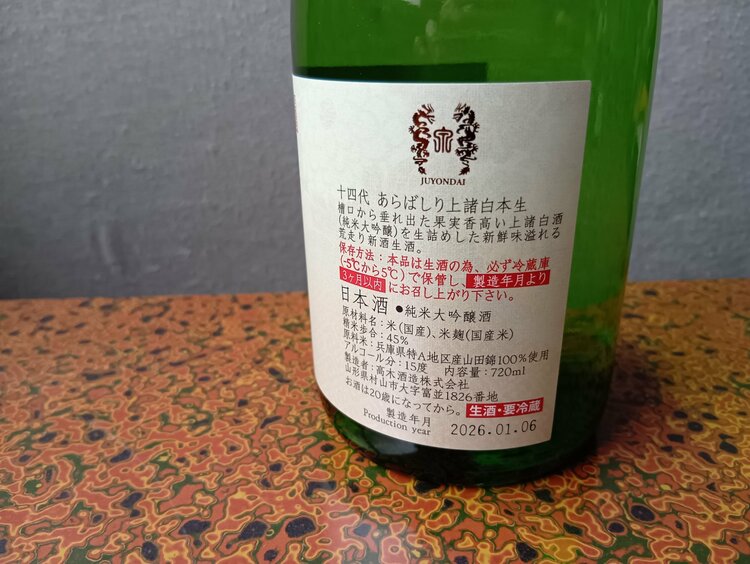 JUYONDAI
十四代 あらばしり上諸白本生
槽口から垂れ出た果実香高い上諸白酒
(純米大吟醸)を生詰めした新鮮味溢れる
荒走り新酒生酒。
保存方法：本品は生酒の為、必ず冷蔵庫
(-5℃から5℃)で保管し、製造年月より
3ヶ月以内にお召し上がり下さい。
日本酒 ●純米大吟醸酒
原材料名：米(国産)、米麹(国産米)
精米歩合：45%
原料米：兵庫県特A地区産山田錦100%使用
アルコール分：15度 内容量：720ml
製造者：高木酒造株式会社
山形県村山市大字富並1826番地
お酒は20歳になってから。 生酒・要冷蔵
製造年月
Production year 2026.01.06